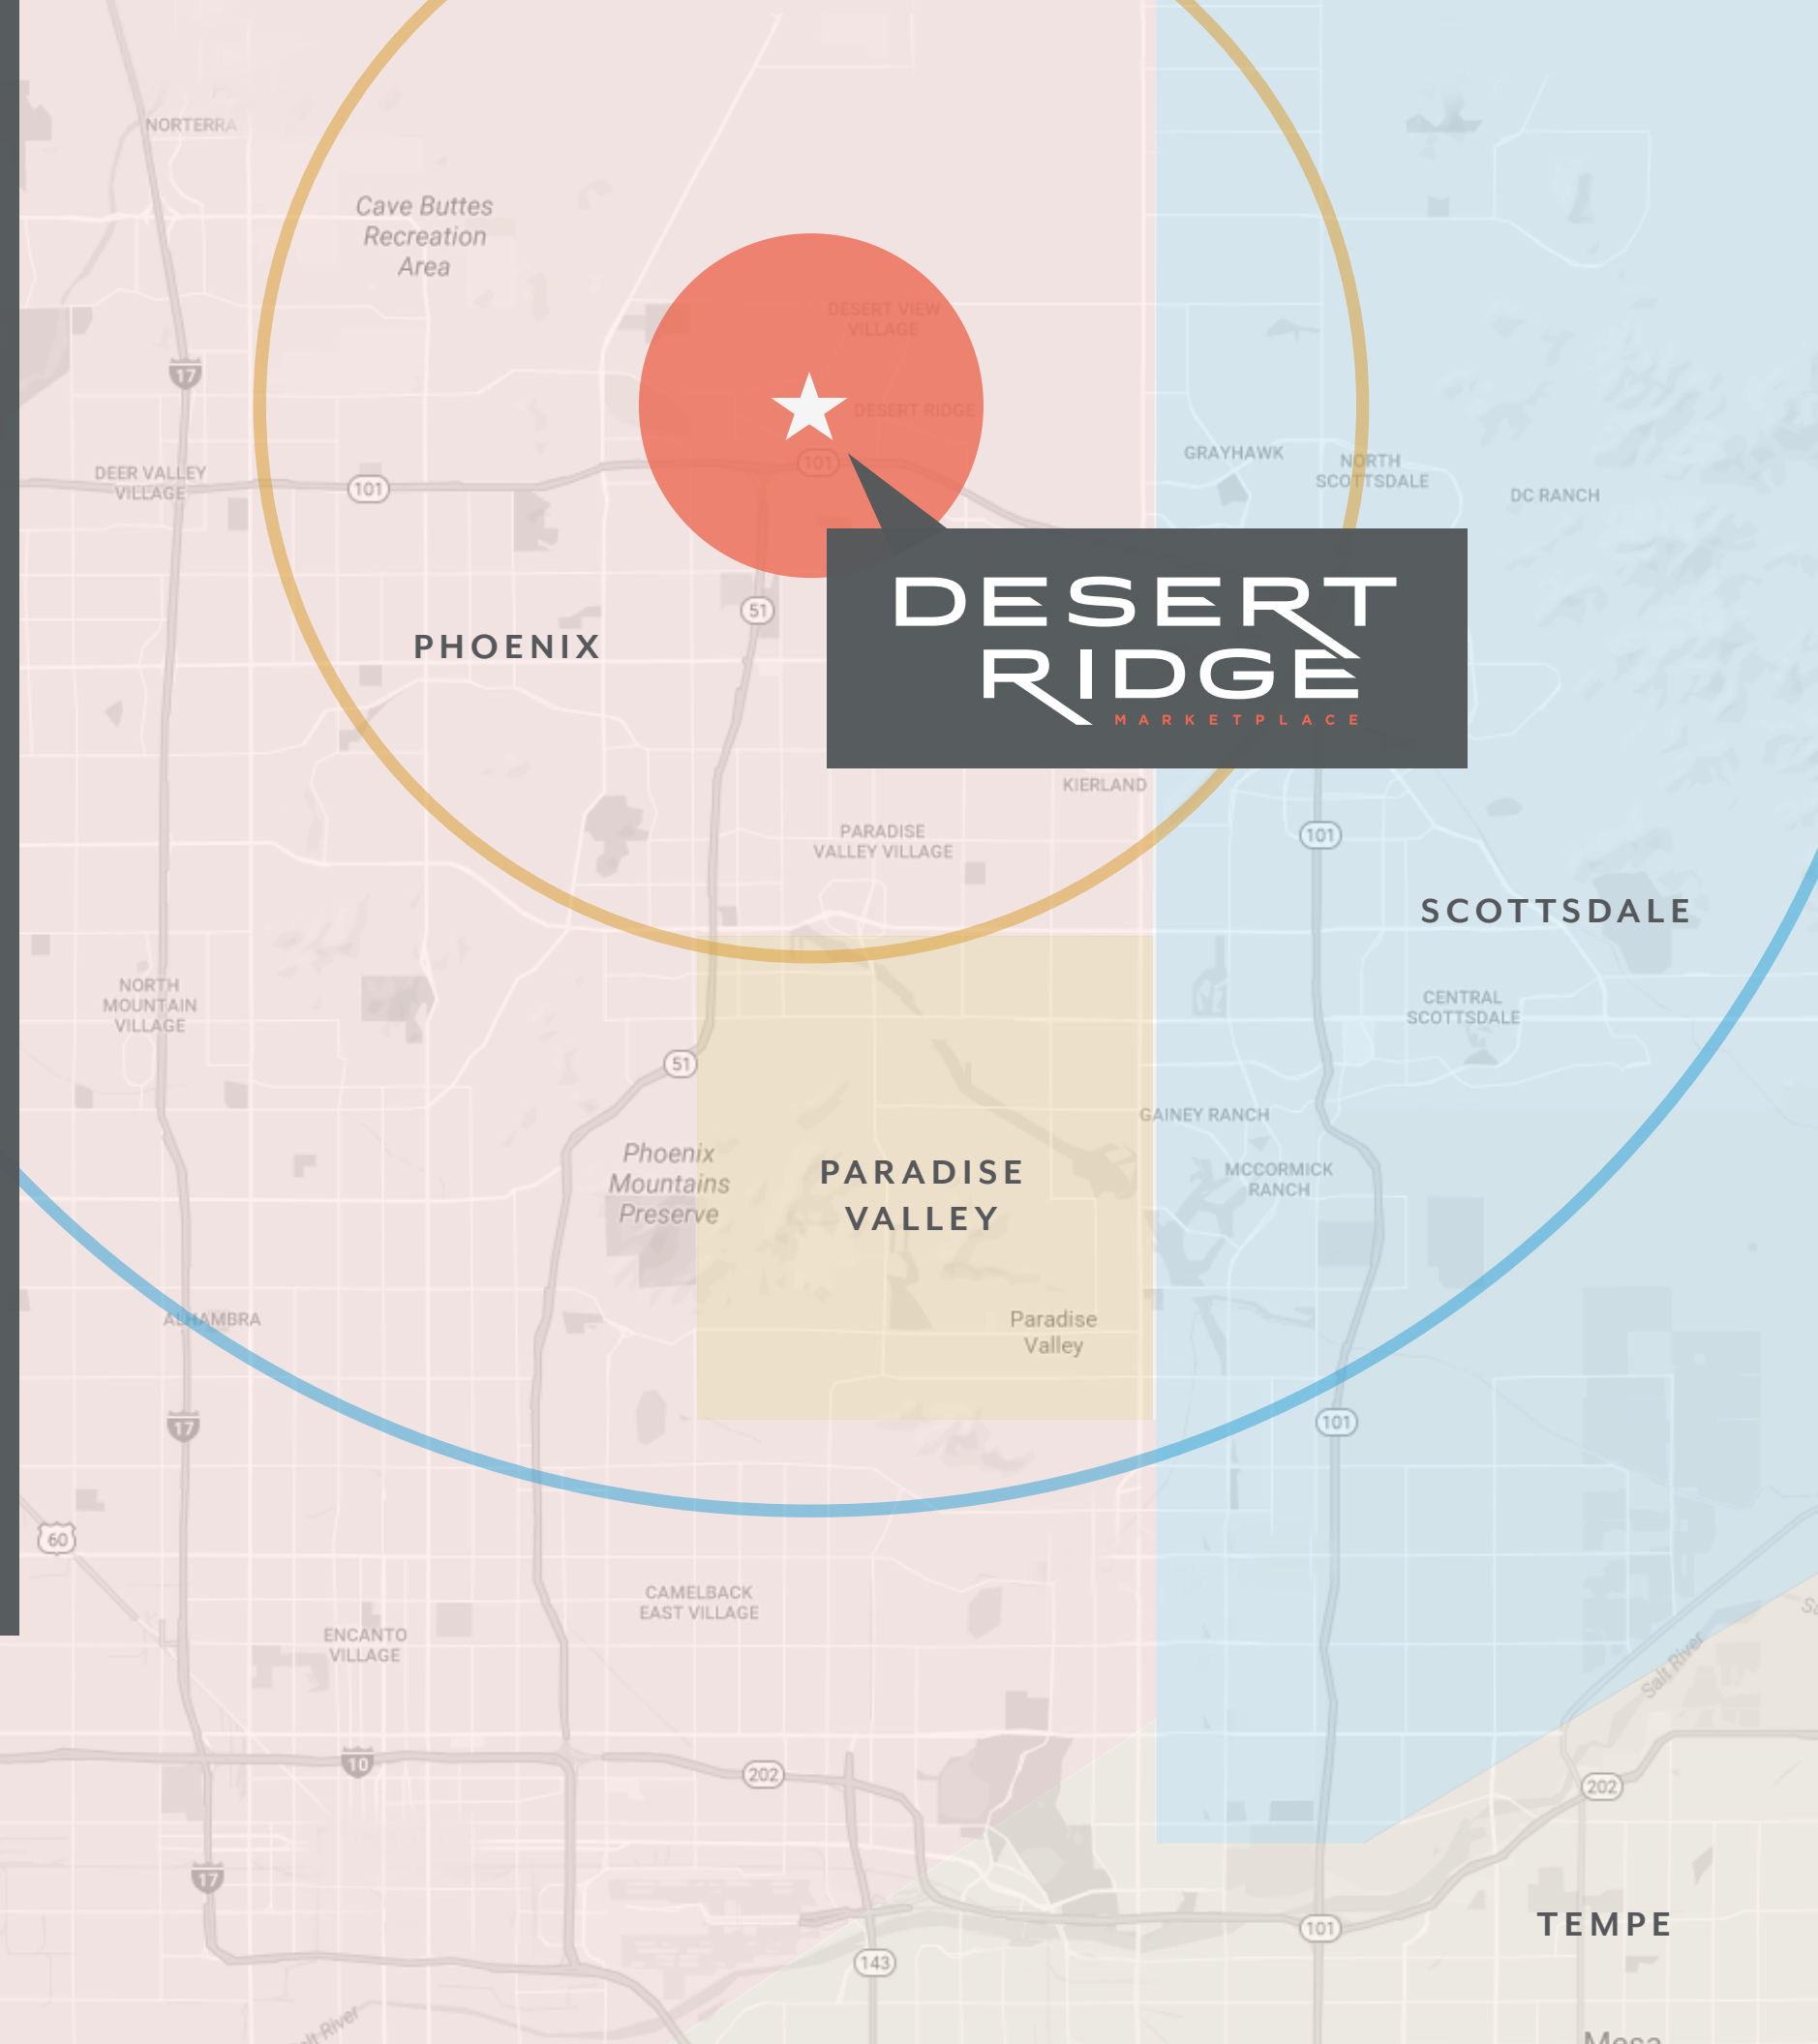 NORTERRA
Cave Buttes
Recreation
Area
DESERT VIEW
VILLAGE
17
DESERT RIDGE
101
GRAYHAWK
NORTH
SCOTTSDALE
DEER VALLEY
VILLAGE
101
DC RANCH
DESERT
RIDGE
MARKETPLACE
51
PHOENIX
KIERLAND
PARADISE
VALLEY VILLAGE
101
SCOTTSDALE
NORTH
MOUNTAIN
VILLAGE
CENTRAL
SCOTTSDALE
51
GAINEY RANCH
Phoenix
Mountains
Preserve
PARADISE
VALLEY
MCCORMICK
RANCH
ALHAMBRA
Paradise
Valley
17
101
60
CAMELBACK
EAST VILLAGE
ENCANTO
VILLAGE
Salt River
10
202
202
17
101
TEMPE
143
Salt River
Mesa